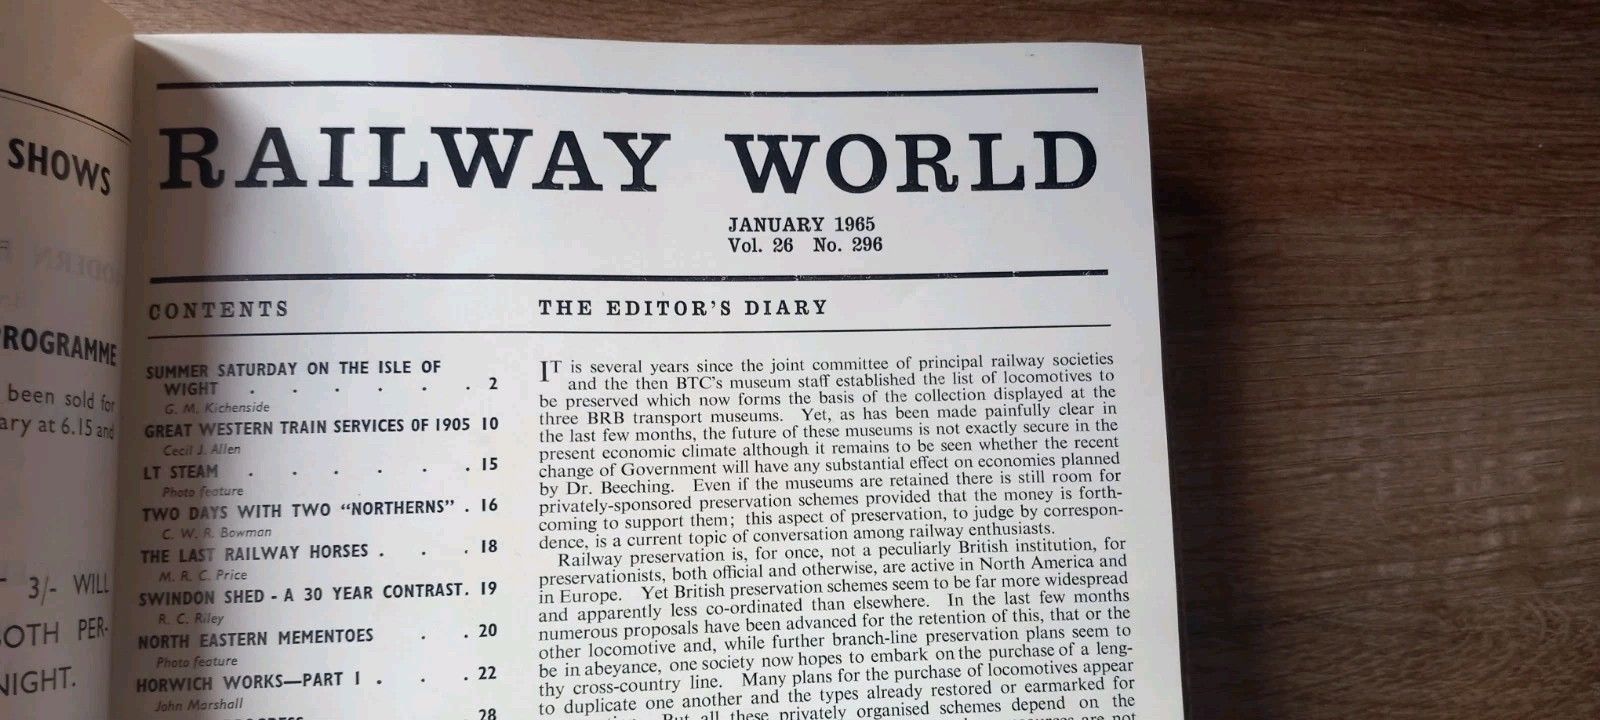 SHOWS
PROGRAMME
been sold for
ary at 6.15 and
3/- WILL
BOTH PER-
NIGHT.
RAILWAY WORLD
JANUARY 1965
Vol. 26 No. 296
CONTENTS
SUMMER SATURDAY ON THE ISLE OF
WIGHT . . . . . . 2
G. M. Kichenside
GREAT WESTERN TRAIN SERVICES OF 1905 10
Cecil J. Allen
LT STEAM . . . . . . 15
Photo feature
TWO DAYS WITH TWO "NORTHERNS" . 16
C. W. R. Bowman
THE LAST RAILWAY HORSES . . . 18
M. R. C. Price
SWINDON SHED - A 30 YEAR CONTRAST. 19
R. C. Riley
NORTH EASTERN MEMENTOES . . 20
Photo feature
HORWICH WORKS—PART I . . . 22
John Marshall
28
THE EDITOR'S DIARY
IT is several years since the joint committee of principal railway societies
and the then BTC's museum staff established the list of locomotives to
be preserved which now forms the basis of the collection displayed at the
three BRB transport museums. Yet, as has been made painfully clear in
the last few months, the future of these museums is not exactly secure in the
present economic climate although it remains to be seen whether the recent
change of Government will have any substantial effect on economies planned
by Dr. Beeching. Even if the museums are retained there is still room for
privately-sponsored preservation schemes provided that the money is forth-
coming to support them; this aspect of preservation, to judge by correspon-
dence, is a current topic of conversation among railway enthusiasts.
Railway preservation is, for once, not a peculiarly British institution, for
preservationists, both official and otherwise, are active in North America and
in Europe. Yet British preservation schemes seem to be far more widespread
and apparently less co-ordinated than elsewhere. In the last few months
numerous proposals have been advanced for the retention of this, that or the
other locomotive and, while further branch-line preservation plans seem to
be in abeyance, one society now hopes to embark on the purchase of a leng-
thy cross-country line. Many plans for the purchase of locomotives appear
to duplicate one another and the types already restored or earmarked for
But all these privately organised schemes depend on the
are not